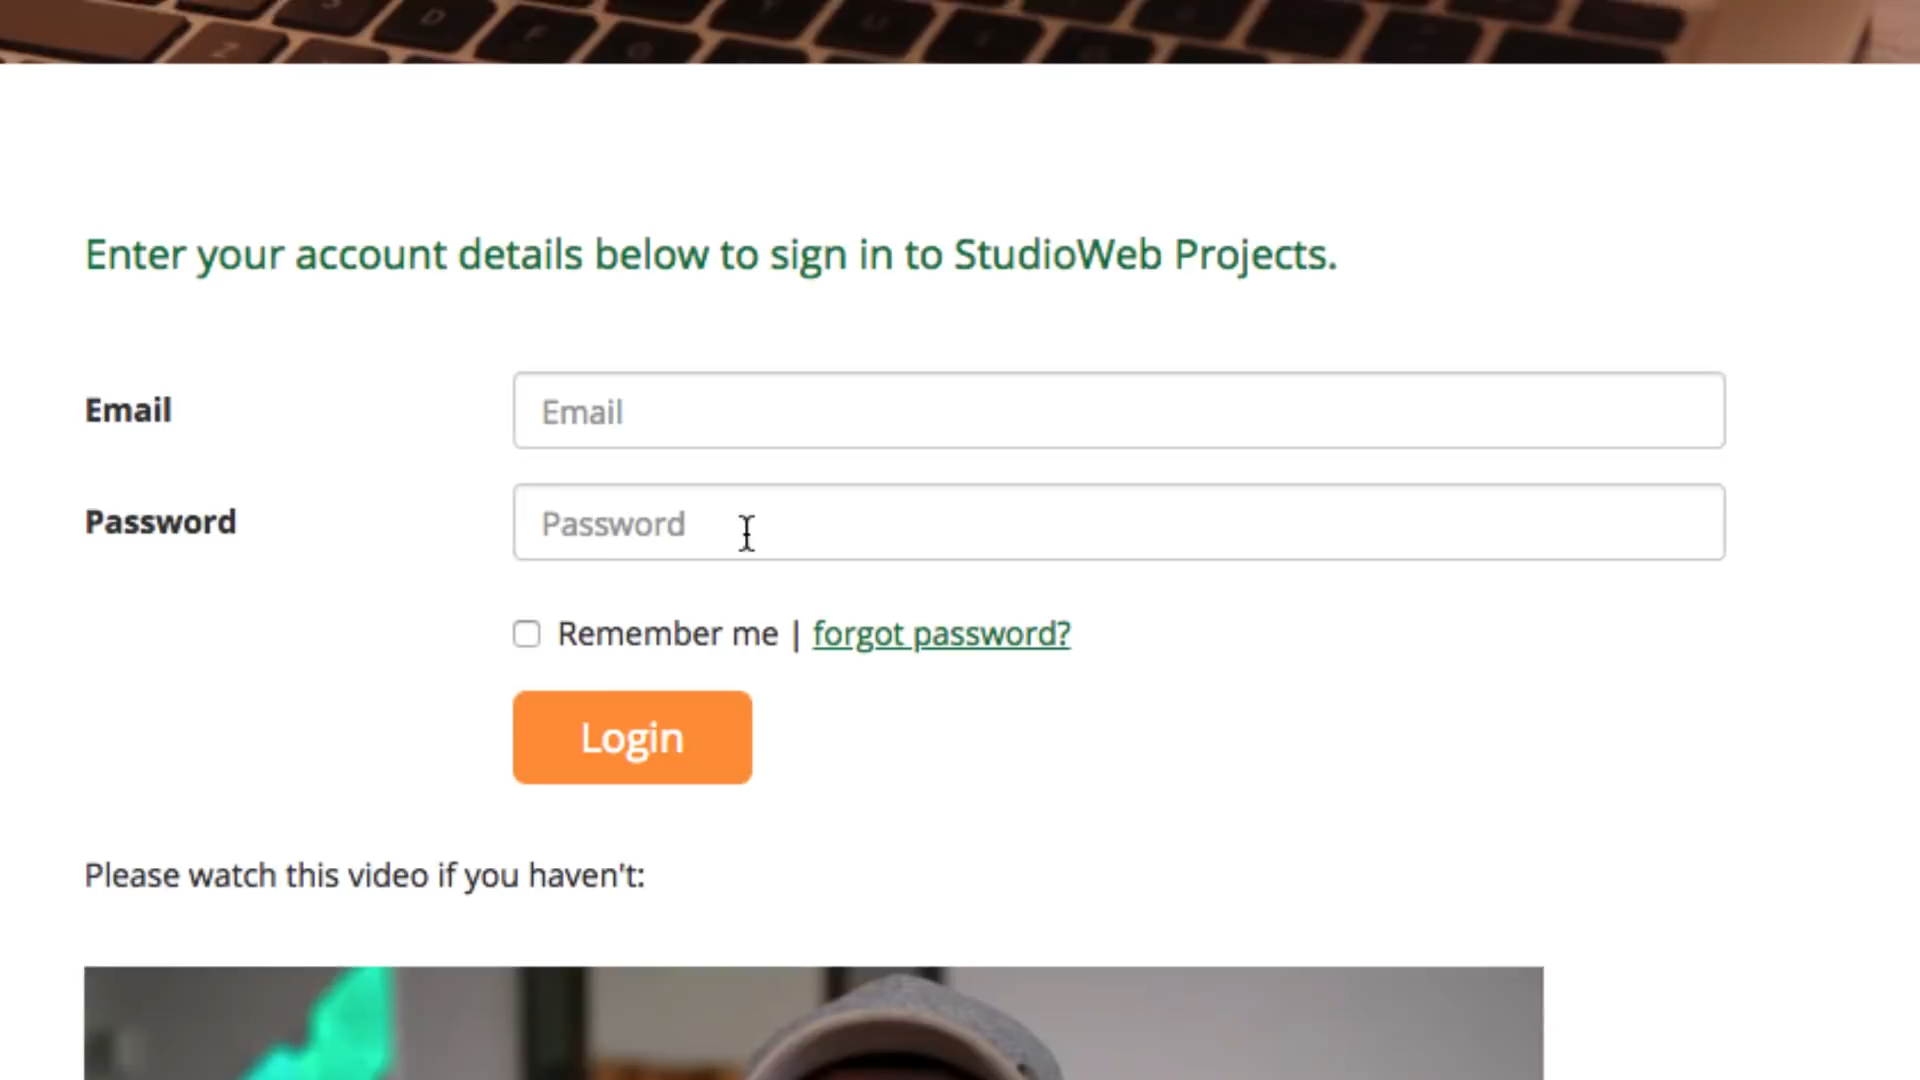 Enter your account details below to sign in to StudioWeb Projects.
Email
Email
Password
Password
Remember me | forgot password?
Login
Please watch this video if you haven't: